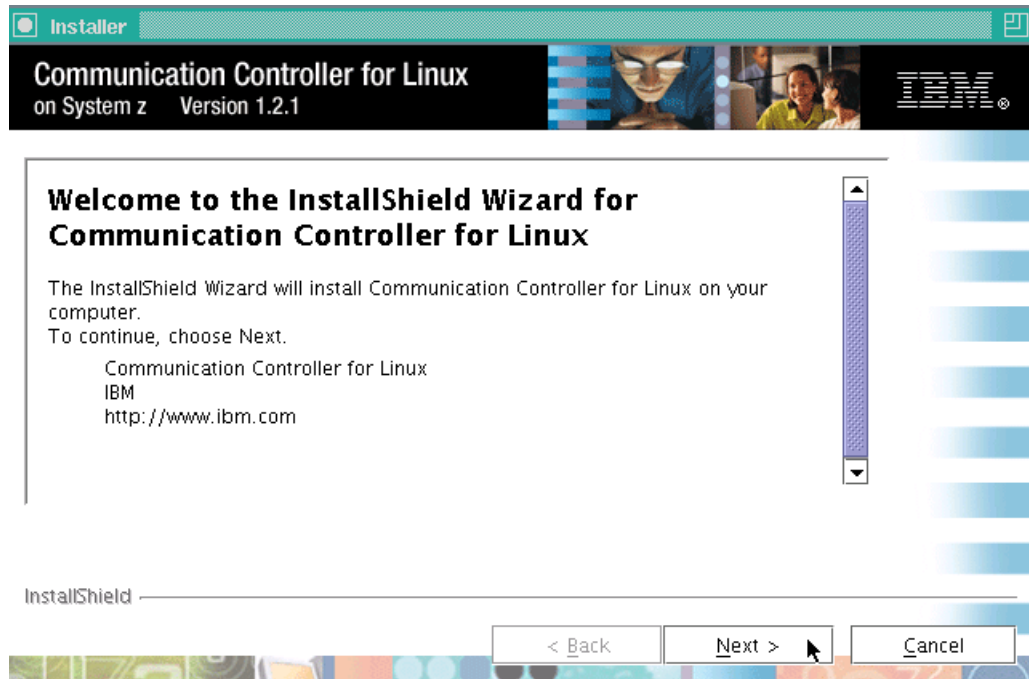 Installer
Communication Controller for Linux
on System z Version 1.2.1
IBM®
Welcome to the InstallShield Wizard for
Communication Controller for Linux
The InstallShield Wizard will install Communication Controller for Linux on your
computer.
To continue, choose Next.
Communication Controller for Linux
IBM
http://www.ibm.com
InstallShield
< Back
Next >
Cancel